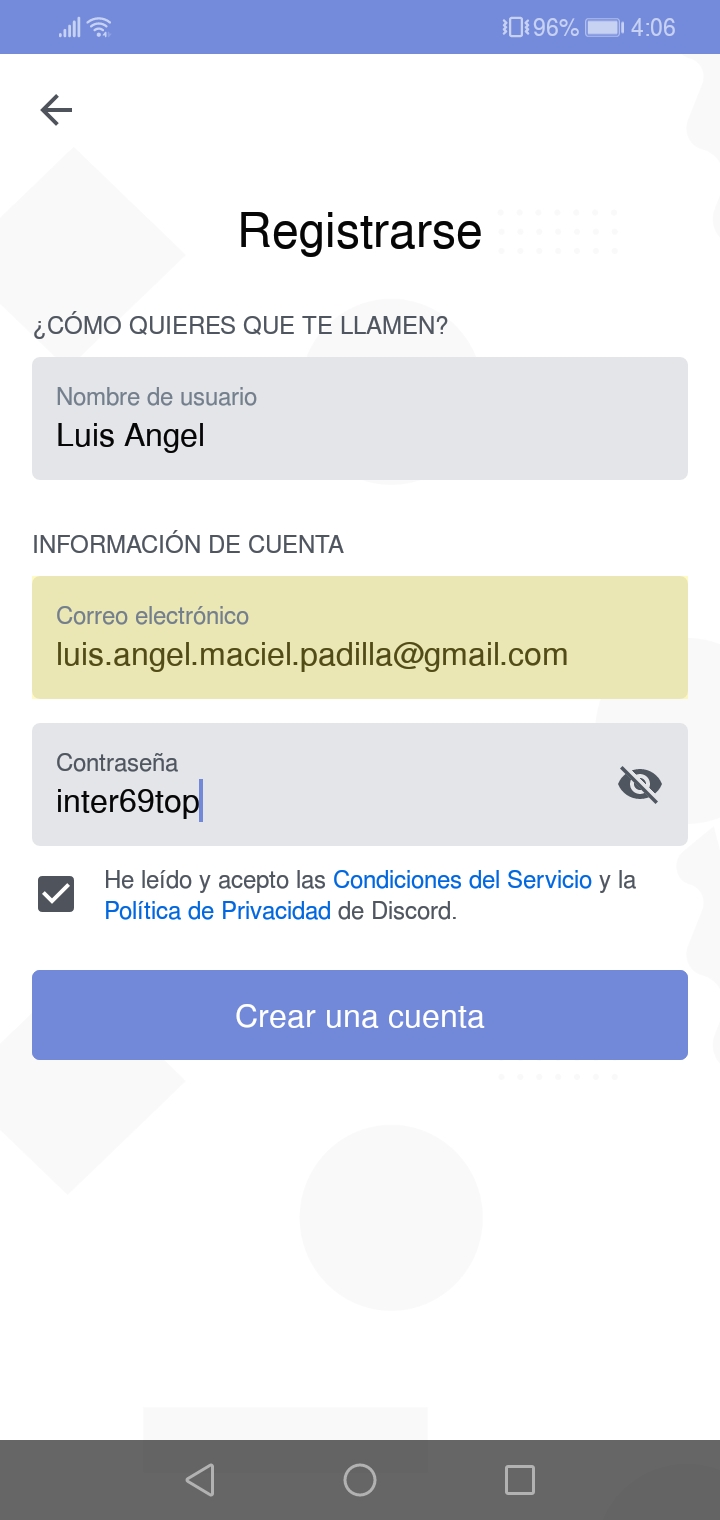 96% 4:06
Registrarse
¿CÓMO QUIERES QUE TE LLAMEN?
Nombre de usuario
Luis Angel
INFORMACIÓN DE CUENTA
Correo electrónico
luis.angel.maciel.padilla@gmail.com
Contraseña
inter69top
He leído y acepto las Condiciones del Servicio y la
Política de Privacidad de Discord.
Crear una cuenta